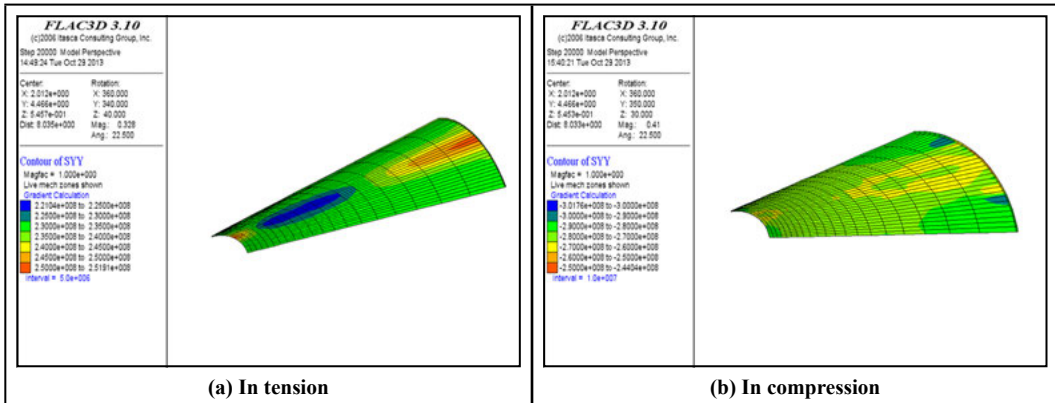 FLAC3D 3.10
(c)2006 Itasca Consulting Group, Inc.
Step 20000 Model Perspective
14:49:24 Tue Oct 29 2013
Center: Rotation:
X: 2.012e+000 X: 360.000
Y: 4.466e+000 Y: 340.000
Z: 5.457e-001 Z: 40.000
Dist: 8.035e+000 Mag.: 0.328
Ang.: 22.500
Contour of SYY
Magfac = 1.000e+000
Live mech zones shown
Gradient Calculation
2.2104e+008 to 2.2500e+008
2.2500e+008 to 2.3000e+008
2.3000e+008 to 2.3500e+008
2.3500e+008 to 2.4000e+008
2.4000e+008 to 2.4500e+008
2.4500e+008 to 2.5000e+008
2.5000e+008 to 2.5191e+008
Interval = 5.0e+006
(a) In tension
FLAC3D 3.10
(c)2006 Itasca Consulting Group, Inc.
Step 20000 Model Perspective
15:40:21 Tue Oct 29 2013
Center: Rotation:
X: 2.012e+000 X: 360.000
Y: 4.466e+000 Y: 350.000
Z: 5.453e-001 Z: 30.000
Dist: 8.033e+000 Mag.: 0.41
Ang.: 22.500
Contour of SYY
Magfac = 1.000e+000
Live mech zones shown
Gradient Calculation
-3.0176e+008 to -3.0000e+008
-3.0000e+008 to -2.9000e+008
-2.9000e+008 to -2.8000e+008
-2.8000e+008 to -2.7000e+008
-2.7000e+008 to -2.6000e+008
-2.6000e+008 to -2.5000e+008
-2.5000e+008 to -2.4404e+008
Interval = 1.0e+007
(b) In compression